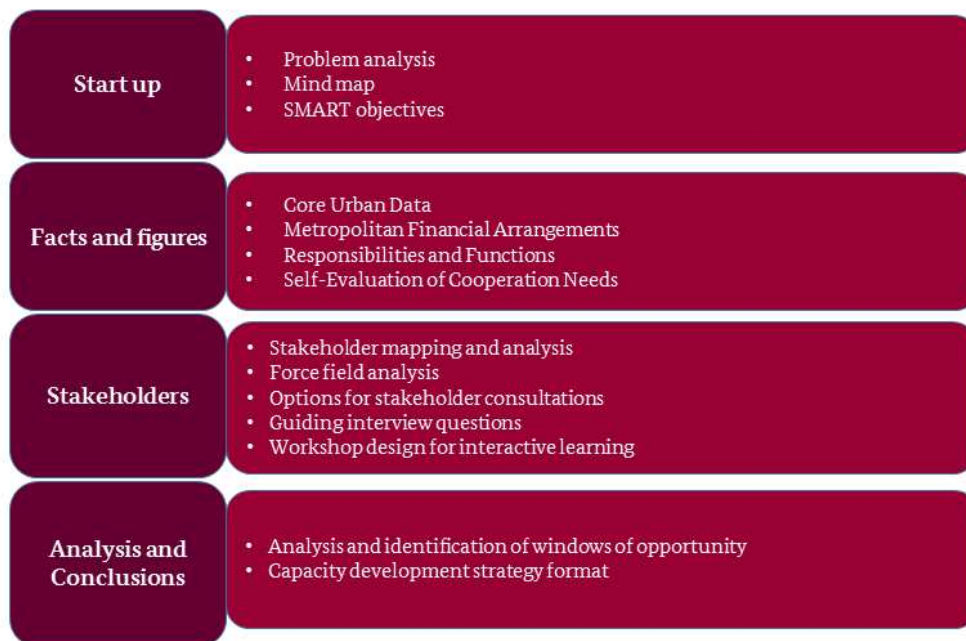 Start up
• Problem analysis
• Mind map
• SMART objectives
Facts and figures
• Core Urban Data
• Metropolitan Financial Arrangements
• Responsibilities and Functions
• Self-Evaluation of Cooperation Needs
Stakeholders
• Stakeholder mapping and analysis
• Force field analysis
• Options for stakeholder consultations
• Guiding interview questions
• Workshop design for interactive learning
Analysis and
Conclusions
• Analysis and identification of windows of opportunity
• Capacity development strategy format